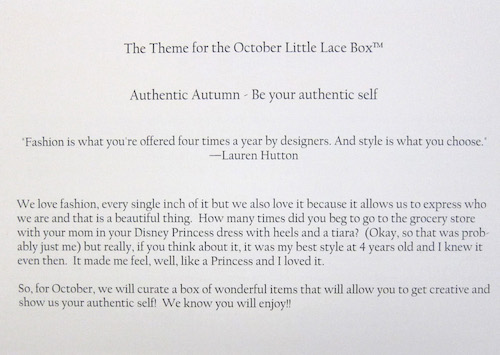 The Theme for the October Little Lace Box™
Authentic Autumn - Be your authentic self
"Fashion is what you're offered four times a year by designers. And style is what you choose."
—Lauren Hutton
We love fashion, every single inch of it but we also love it because it allows us to express who
we are and that is a beautiful thing.  How many times did you beg to go to the grocery store
with your mom in your Disney Princess dress with heels and a tiara?  (Okay, so that was prob-
ably just me) but really, if you think about it, it was my best style at 4 years old and I knew it
even then.  It made me feel, well, like a Princess and I loved it.
So, for October, we will curate a box of wonderful items that will allow you to get creative and
show us your authentic self!  We know you will enjoy!!